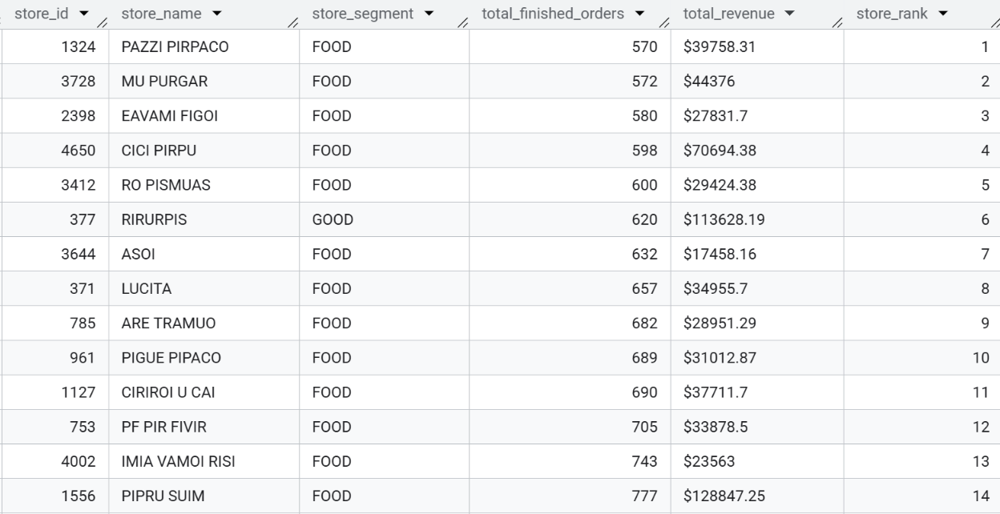 store_id store_name store_segment total_finished_orders total_revenue store_rank
1324 PAZZI PIRPACO FOOD 570 $39758.31 1
3728 MU PURGAR FOOD 572 $44376 2
2398 EAVAMI FIGOI FOOD 580 $27831.7 3
4650 CICI PIRPU FOOD 598 $70694.38 4
3412 RO PISMUAS FOOD 600 $29424.38 5
377 RIRURPIS GOOD 620 $113628.19 6
3644 ASOI FOOD 632 $17458.16 7
371 LUCITA FOOD 657 $34955.7 8
785 ARE TRAMUO FOOD 682 $28951.29 9
961 PIGUE PIPACO FOOD 689 $31012.87 10
1127 CIRIROI U CAI FOOD 690 $37711.7 11
753 PF PIR FIVIR FOOD 705 $33878.5 12
4002 IMIA VAMOI RISI FOOD 743 $23563 13
1556 PIPRU SUIM FOOD 777 $128847.25 14